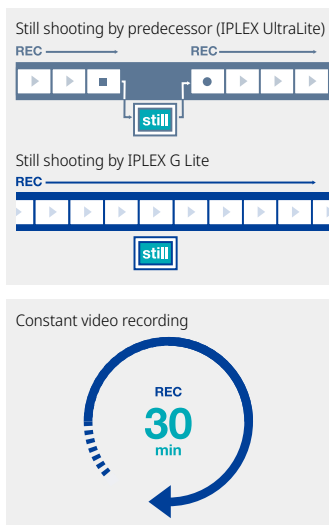 Still shooting by predecessor (IPLEX UltraLite)
REC REC
still
Still shooting by IPLEX G Lite
REC
still
Constant video recording
REC
30
min